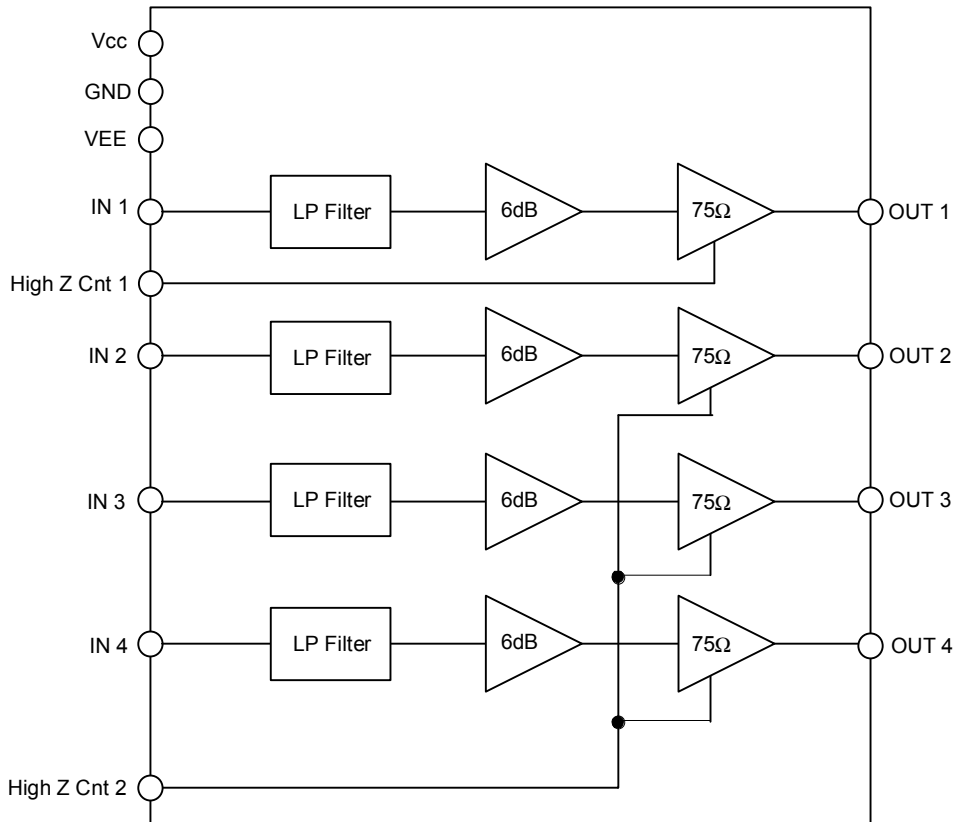 Vcc
GND
VEE
IN 1
LP Filter
6dB
75Ω
OUT 1
High Z Cnt 1
IN 2
LP Filter
6dB
75Ω
OUT 2
IN 3
LP Filter
6dB
75Ω
OUT 3
IN 4
LP Filter
6dB
75Ω
OUT 4
High Z Cnt 2